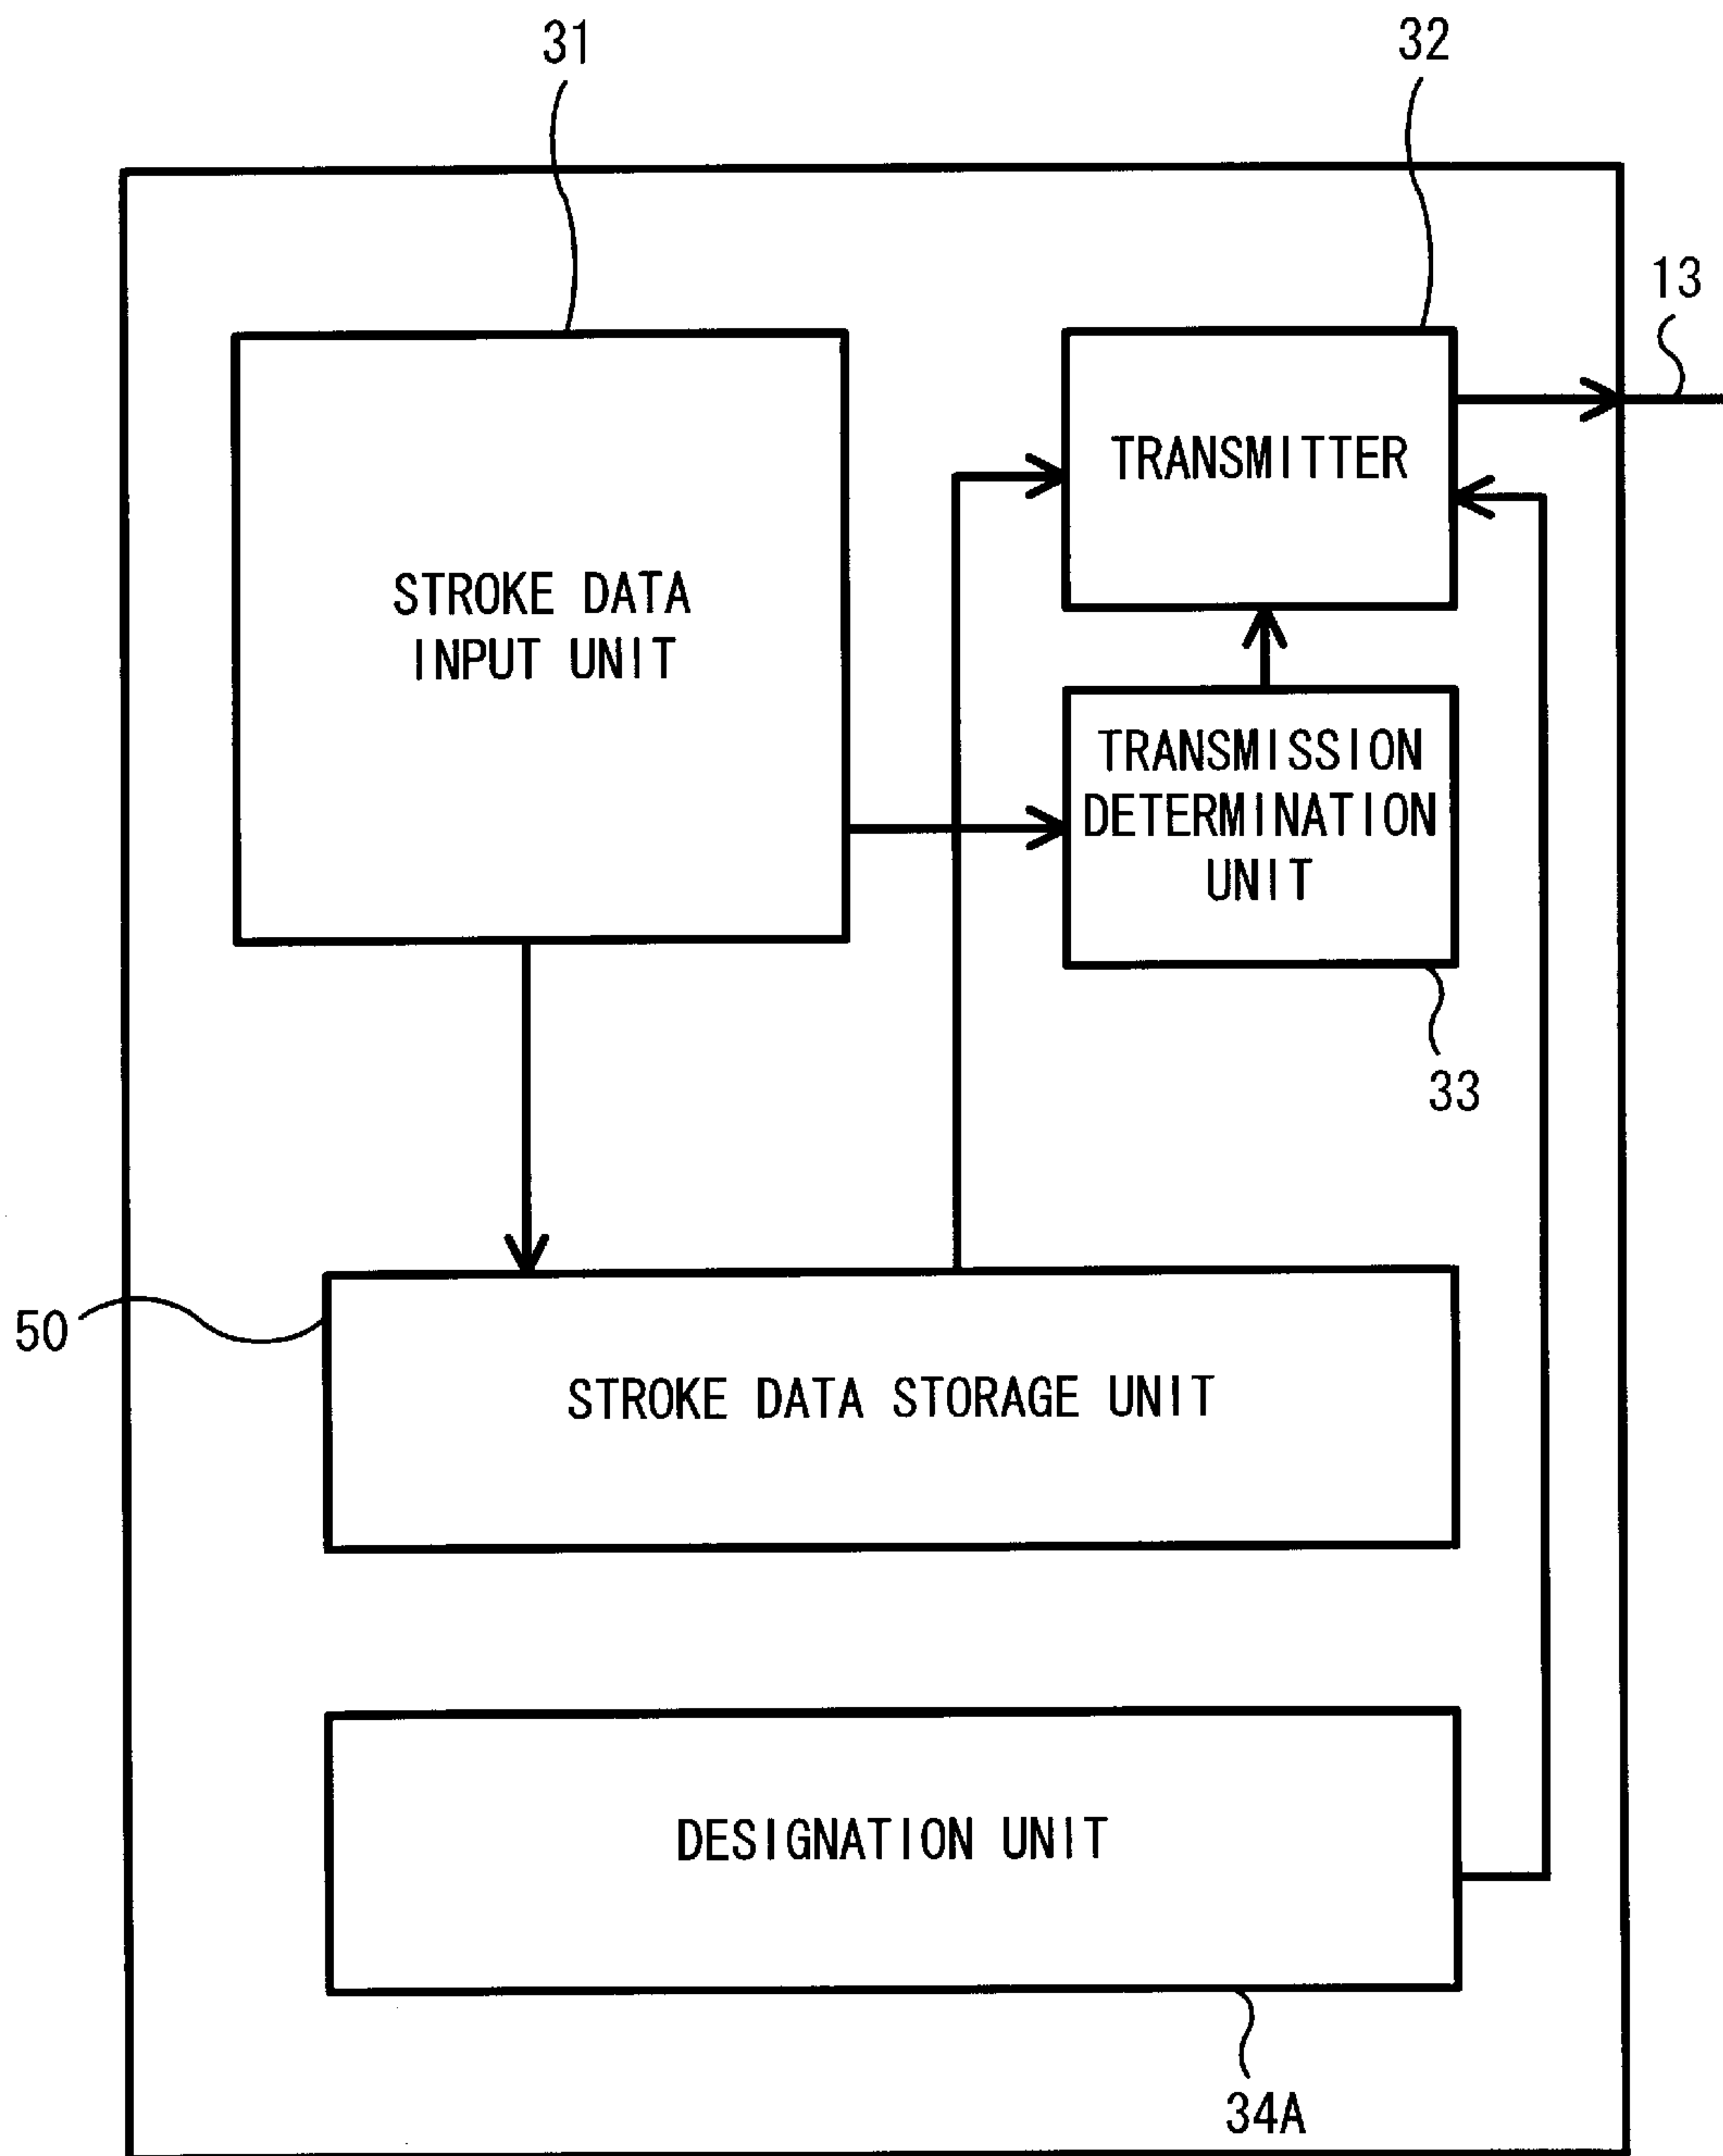 31
32
13
STROKE DATA
INPUT UNIT
TRANSMITTER
TRANSMISSION
DETERMINATION
UNIT
33
50
STROKE DATA STORAGE UNIT
DESIGNATION UNIT
34A